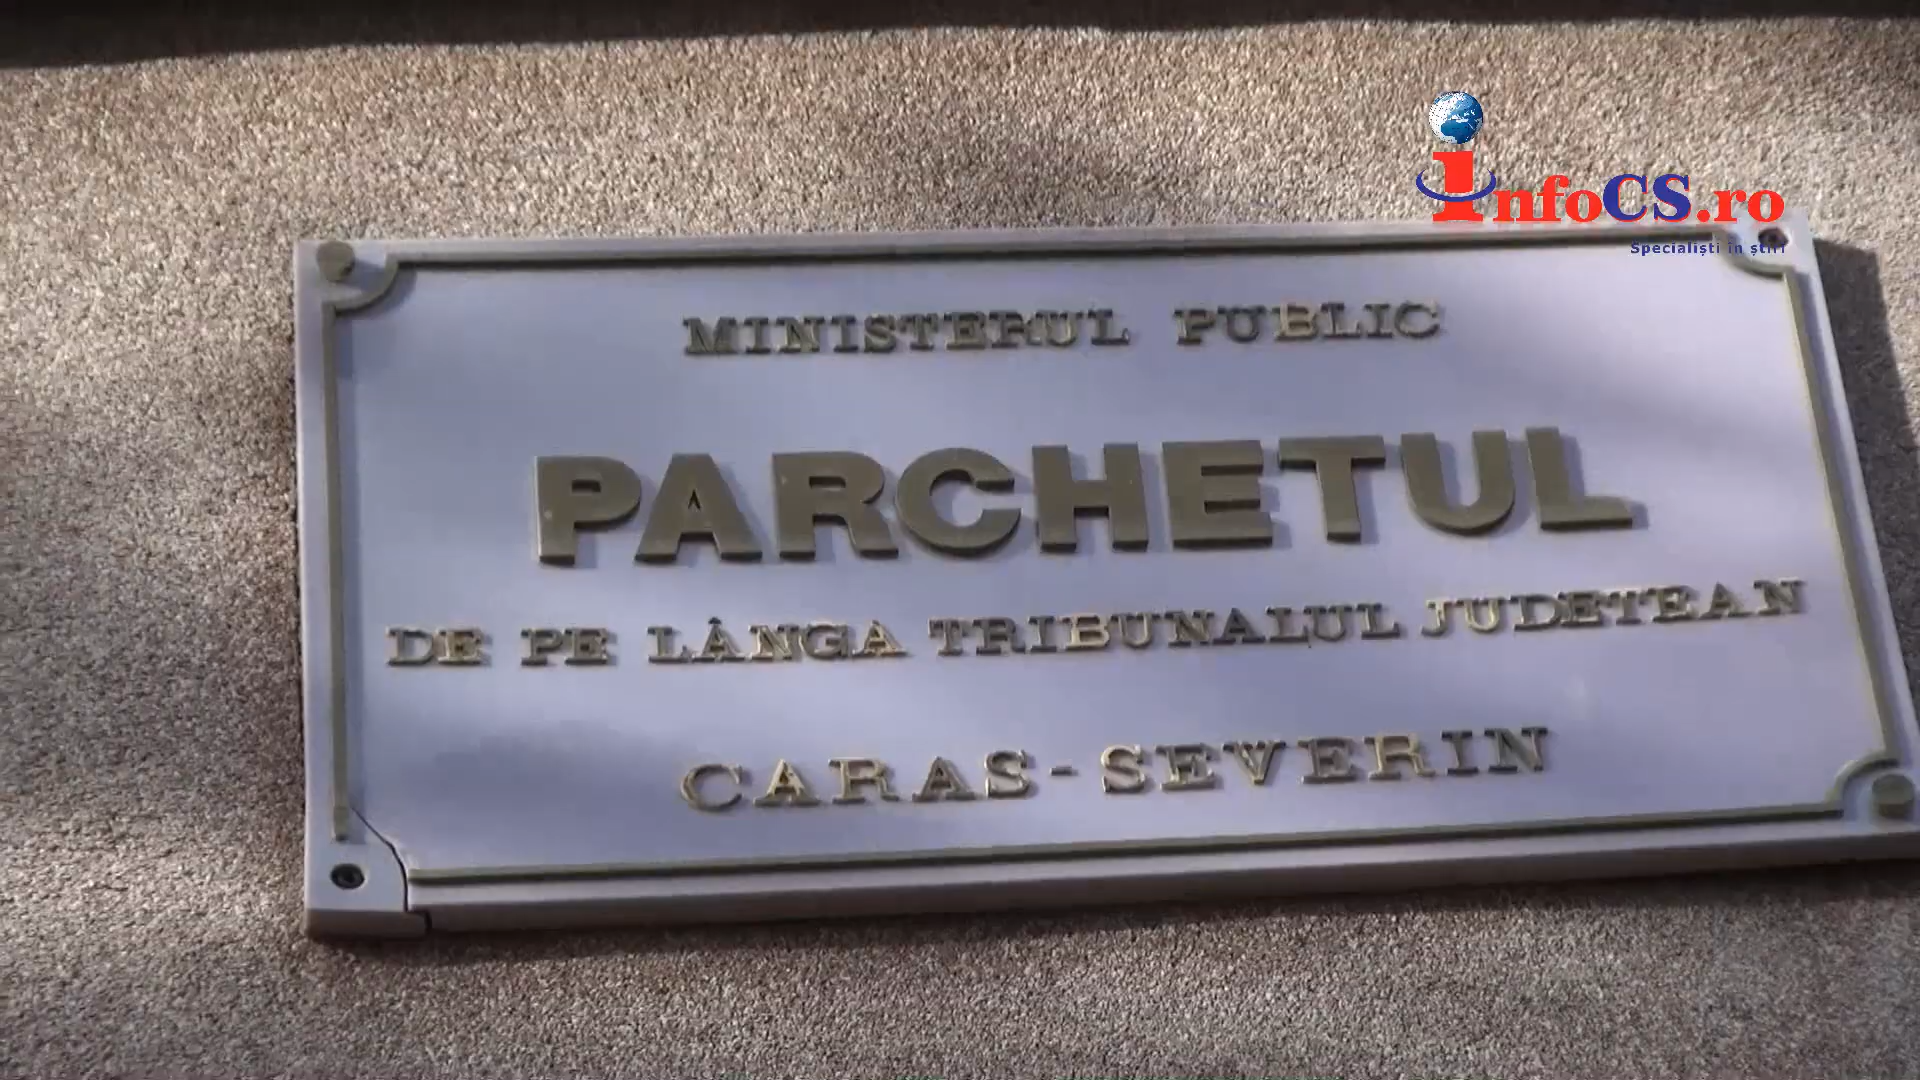 InfoCS.ro
Specialiști în știri
MINISTERUL PUBLIC
PARCHETUL
DE PE LÂNGA TRIBUNALUL JUDETEAN
CARAS-SEVERIN